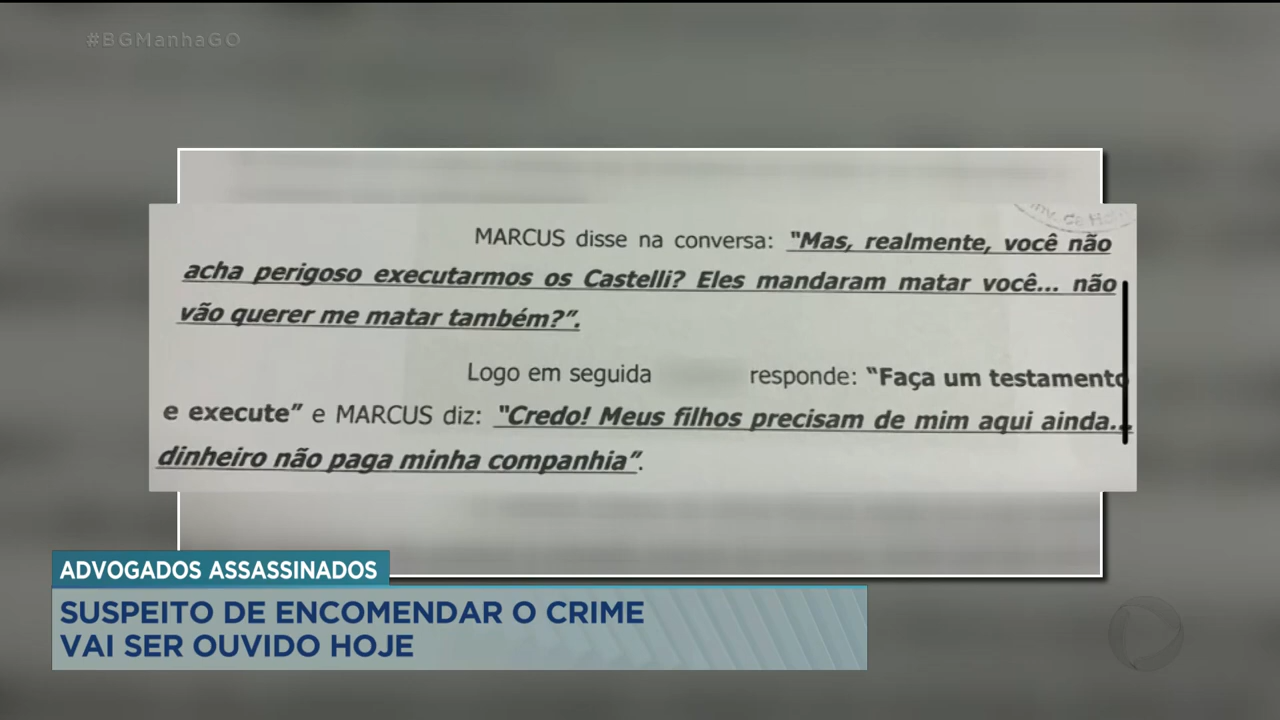 #BGManhaGO
MARCUS disse na conversa: "Mas, realmente, você não
acha perigoso executarmos os Castelli? Eles mandaram matar você... não
vão querer me matar também?".
Logo em seguida responde: "Faça um testamento
e execute" e MARCUS diz: "Credo! Meus filhos precisam de mim aqui ainda...
dinheiro não paga minha companhia".
ADVOGADOS ASSASSINADOS
SUSPEITO DE ENCOMENDAR O CRIME
VAI SER OUVIDO HOJE